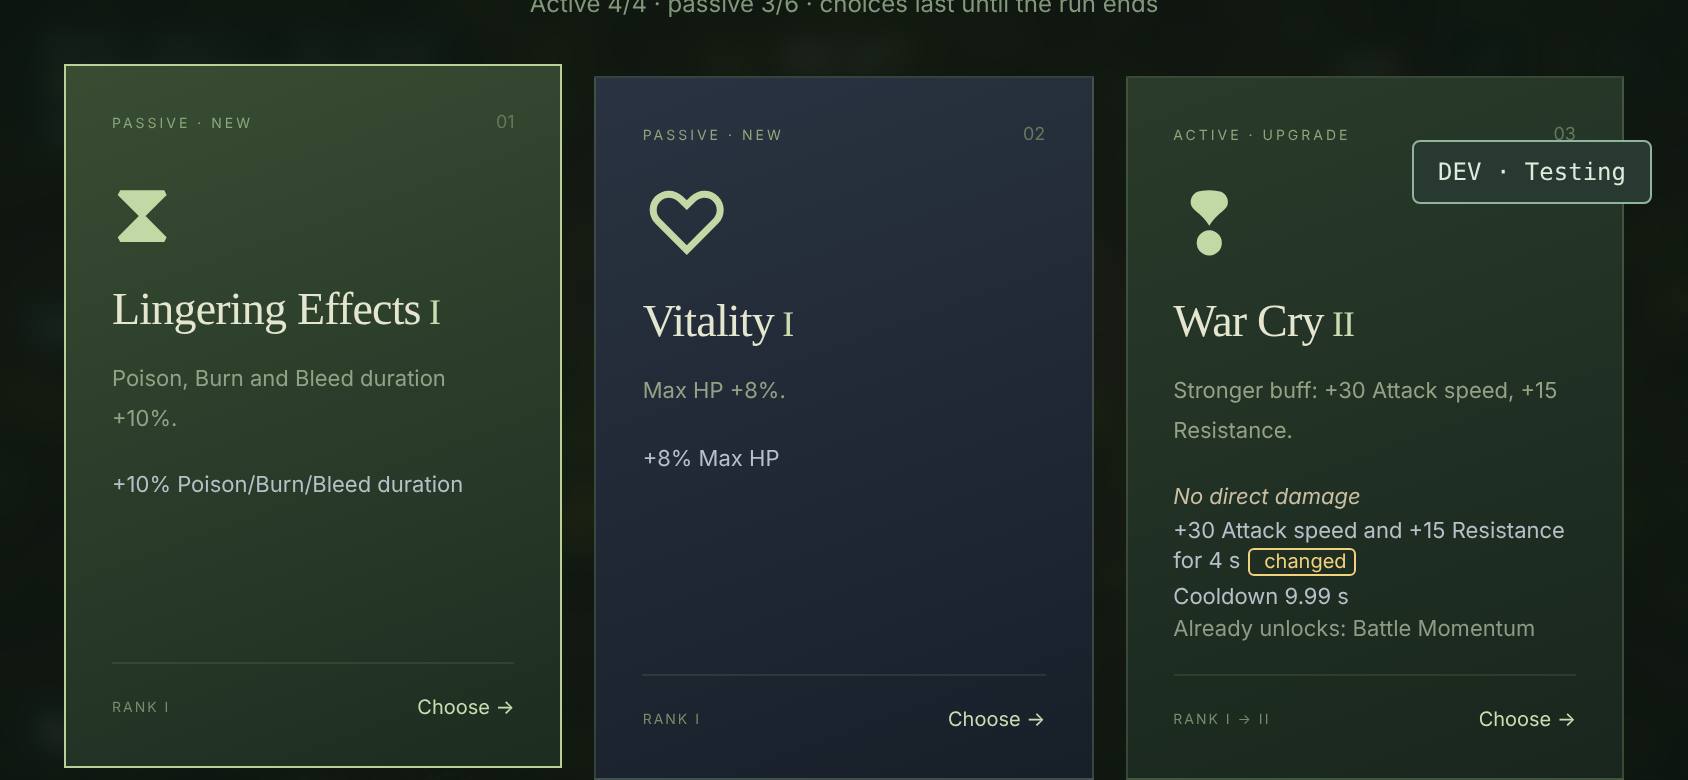 Active 4/4 · passive 3/6 · choices last until the run ends
PASSIVE · NEW
01
Lingering Effects I
Poison, Burn and Bleed duration
+10%.
+10% Poison/Burn/Bleed duration
RANK I
Choose →
PASSIVE · NEW
02
Vitality I
Max HP +8%.
+8% Max HP
RANK I
Choose →
ACTIVE · UPGRADE
03
DEV · Testing
War Cry II
Stronger buff: +30 Attack speed, +15
Resistance.
No direct damage
+30 Attack speed and +15 Resistance
for 4 s changed
Cooldown 9.99 s
Already unlocks: Battle Momentum
RANK I → II
Choose →